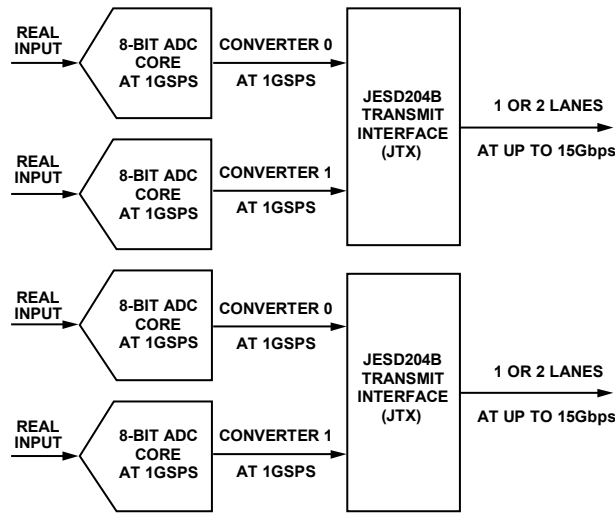 REAL
INPUT
8-BIT ADC
CORE
AT 1GSPS
CONVERTER 0
AT 1GSPS
REAL
INPUT
8-BIT ADC
CORE
AT 1GSPS
CONVERTER 1
AT 1GSPS
JESD204B
TRANSMIT
INTERFACE
(JTX)
1 OR 2 LANES
AT UP TO 15Gbps
REAL
INPUT
8-BIT ADC
CORE
AT 1GSPS
CONVERTER 0
AT 1GSPS
REAL
INPUT
8-BIT ADC
CORE
AT 1GSPS
CONVERTER 1
AT 1GSPS
JESD204B
TRANSMIT
INTERFACE
(JTX)
1 OR 2 LANES
AT UP TO 15Gbps